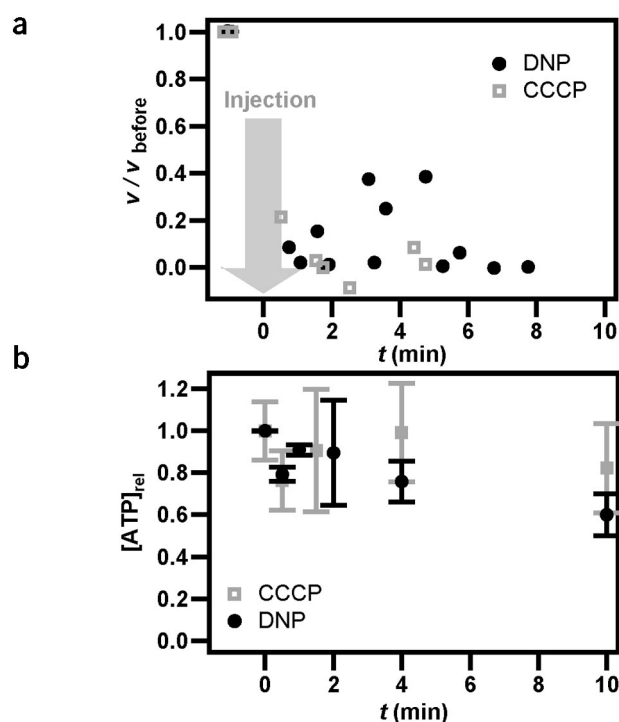 a
1.0
0.8
0.6
0.4
0.2
0.0
v / v before
Injection
DNP
CCCP
0 2 4 6 8 10
t (min)
b
1.2
1.0
0.8
0.6
0.4
0.2
0.0
[ATP]rel
CCCP
DNP
0 2 4 6 8 10
t (min)